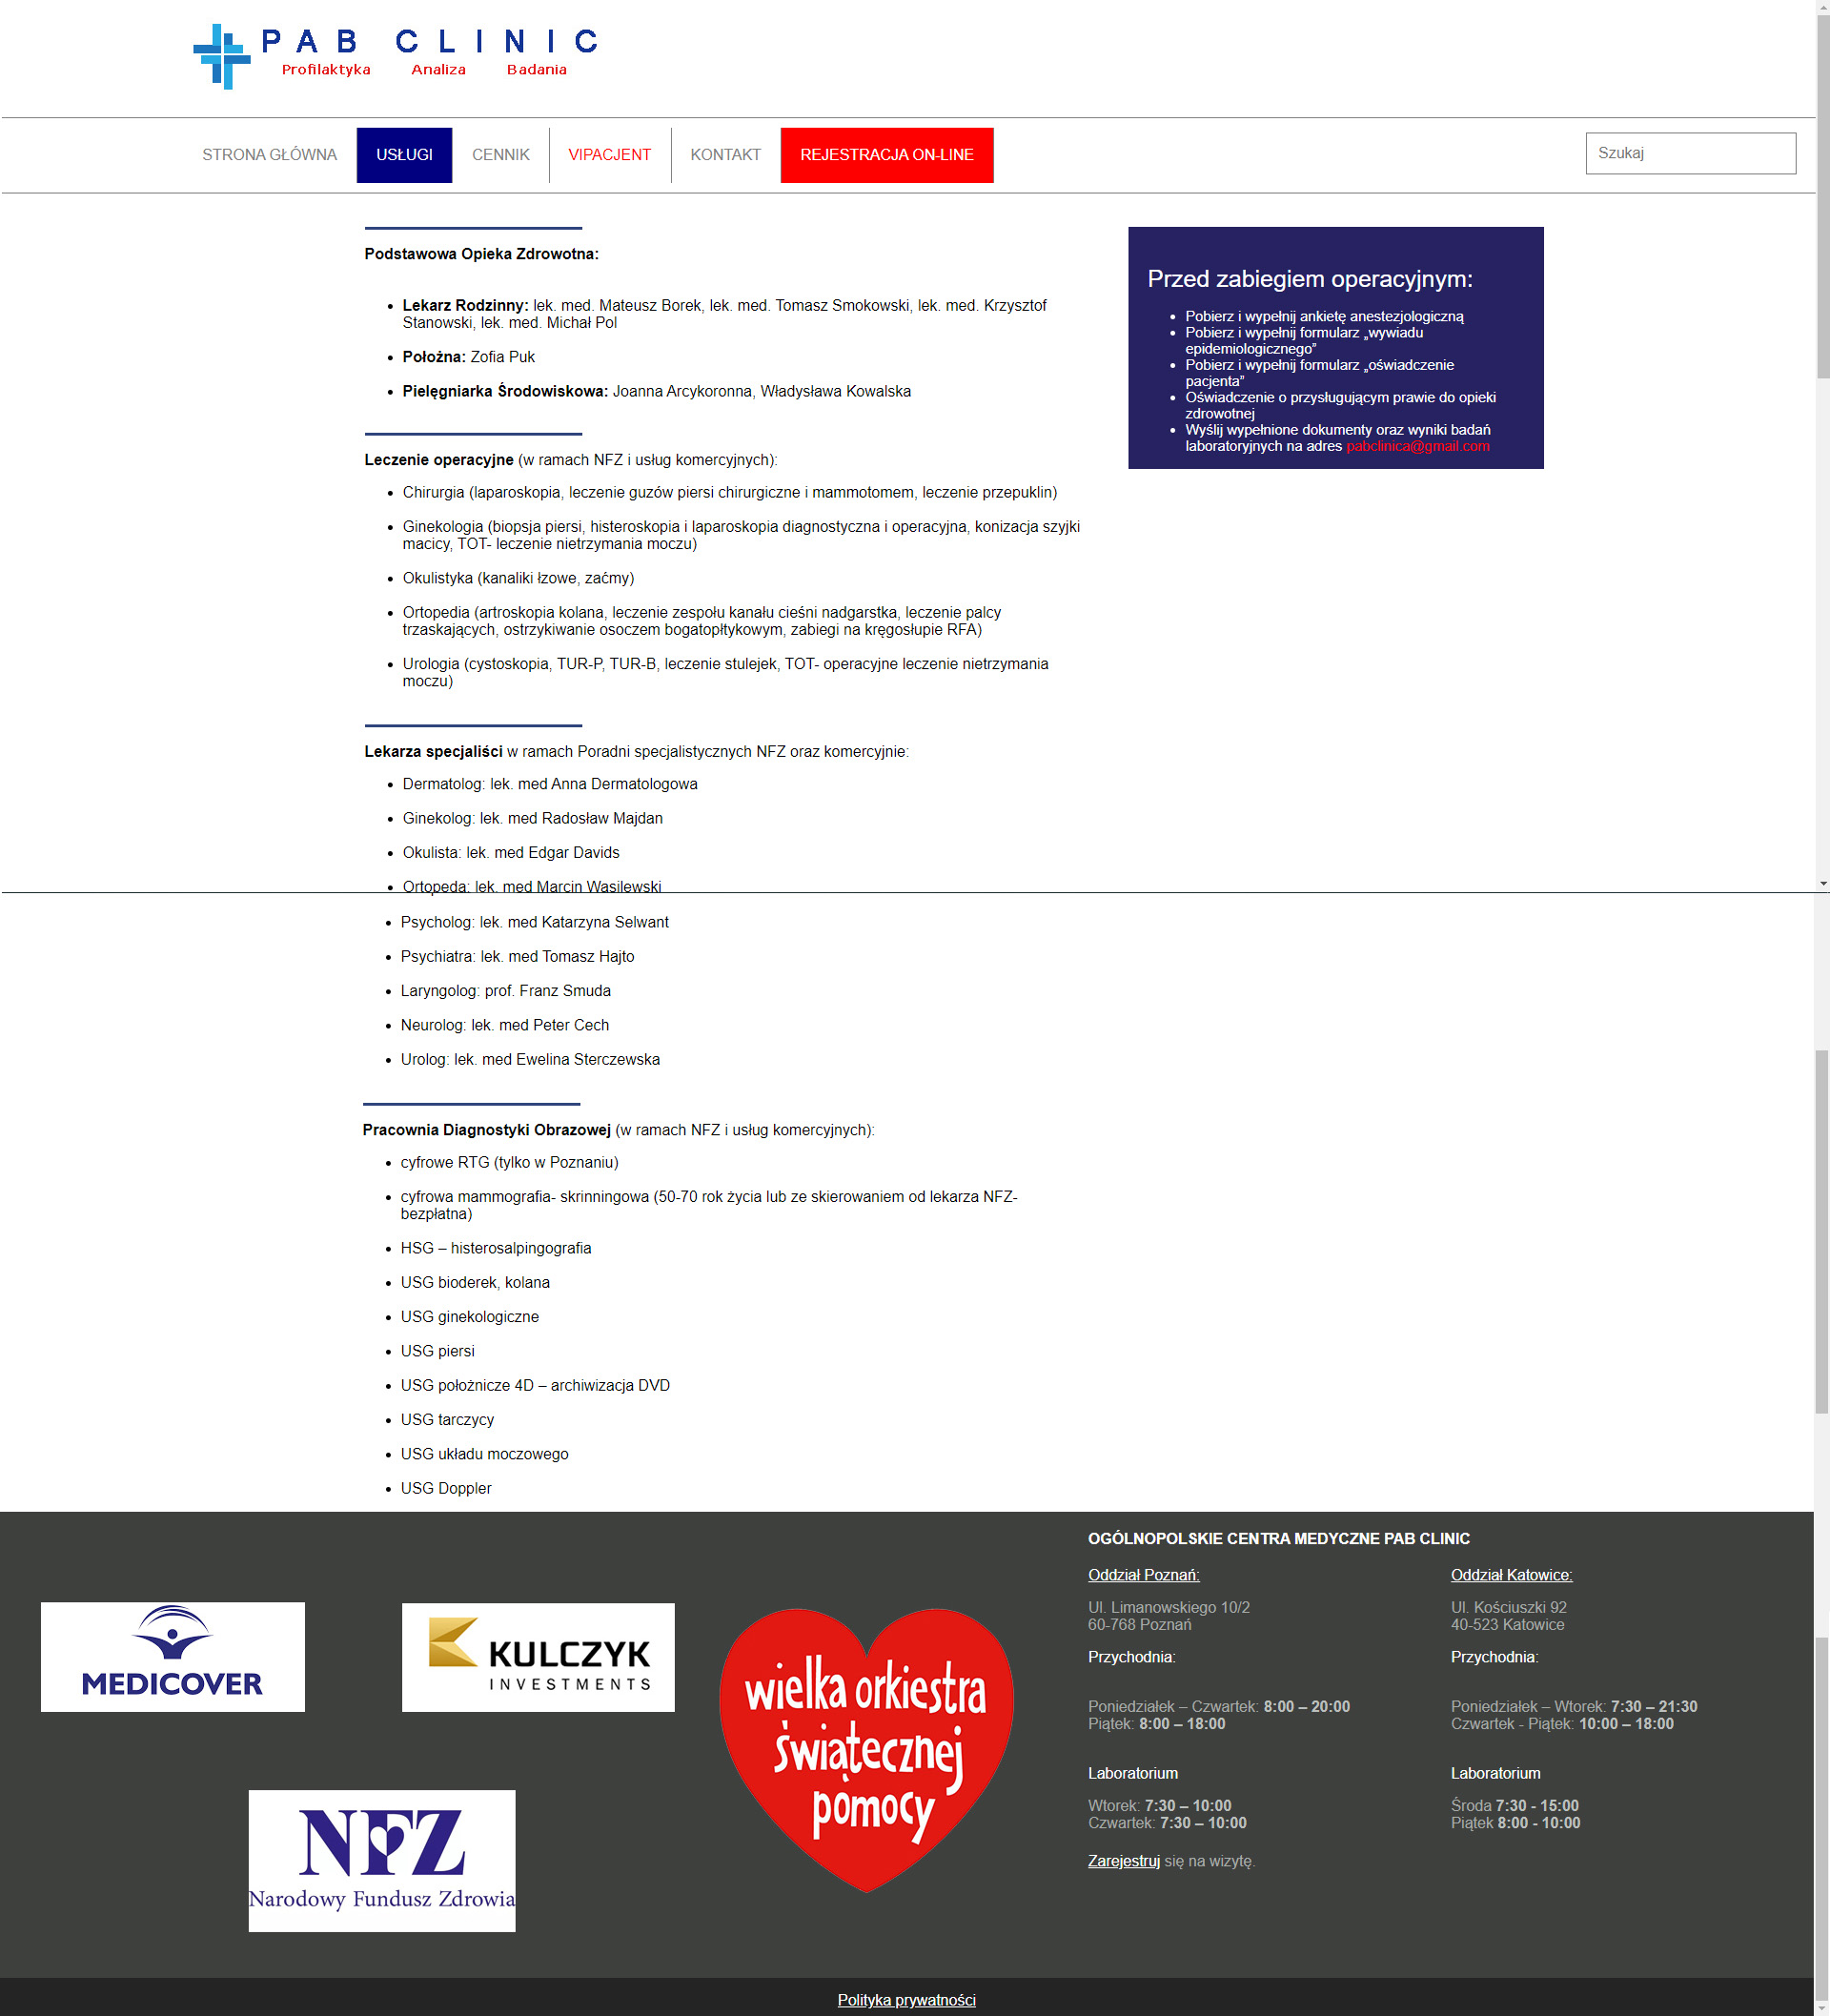 PAB CLINIC
Profilaktyka Analiza Badania
STRONA GŁÓWNA USŁUGI CENNIK VIPACJENT KONTAKT REJESTRACJA ON-LINE Szukaj
Podstawowa Opieka Zdrowotna:
Lekarz Rodzinny: lek. med. Mateusz Borek, lek. med. Tomasz Smokowski, lek. med. Krzysztof
Stanowski, lek. med. Michał Pol
Położna: Zofia Puk
Pielęgniarka Środowiskowa: Joanna Arcykoronna, Władysława Kowalska
Leczenie operacyjne (w ramach NFZ i usług komercyjnych):
Chirurgia (laparoskopia, leczenie guzów piersi chirurgiczne i mammotomem, leczenie przepuklin)
Ginekologia (biopsja piersi, histeroskopia i laparoskopia diagnostyczna i operacyjna, konizacja szyjki
macicy, TOT- leczenie nietrzymania moczu)
Okulistyka (kanaliki łzowe, zaćmy)
Ortopedia (artroskopia kolana, leczenie zespołu kanału cieśni nadgarstka, leczenie palcy
trzaskających, ostrzykiwanie osoczem bogatopłtykowym, zabiegi na kręgosłupie RFA)
Urologia (cystoskopia, TUR-P, TUR-B, leczenie stulejek, TOT- operacyjne leczenie nietrzymania
moczu)
Lekarza specjaliści w ramach Poradni specjalistycznych NFZ oraz komercyjnie:
Dermatolog: lek. med Anna Dermatologowa
Ginekolog: lek. med Radosław Majdan
Okulista: lek. med Edgar Davids
Ortopeda: lek. med Marcin Wasilewski
Psycholog: lek. med Katarzyna Selwant
Psychiatra: lek. med Tomasz Hajto
Laryngolog: prof. Franz Smuda
Neurolog: lek. med Peter Cech
Urolog: lek. med Ewelina Sterczewska
Pracownia Diagnostyki Obrazowej (w ramach NFZ i usług komercyjnych):
cyfrowe RTG (tylko w Poznaniu)
cyfrowa mammografia- skrinningowa (50-70 rok życia lub ze skierowaniem od lekarza NFZ-
bezpłatna)
HSG – histerosalpingografia
USG bioderek, kolana
USG ginekologiczne
USG piersi
USG położnicze 4D – archiwizacja DVD
USG tarczycy
USG układu moczowego
USG Doppler
Przed zabiegiem operacyjnym:
Pobierz i wypełnij ankietę anestezjologiczną
Pobierz i wypełnij formularz „wywiadu
epidemiologicznego”
Pobierz i wypełnij formularz „oświadczenie
pacjenta”
Oświadczenie o przysługującym prawie do opieki
zdrowotnej
Wyślij wypełnione dokumenty oraz wyniki badań
laboratoryjnych na adres pabclinica@gmail.com
MEDICOVER
KULCZYK
INVESTMENTS
NFZ
Narodowy Fundusz Zdrowia
wielka orkiestra
świątecznej
pomocy
OGÓLNOPOLSKIE CENTRA MEDYCZNE PAB CLINIC
Oddział Poznań:
Ul. Limanowskiego 10/2
60-768 Poznań
Przychodnia:
Poniedziałek – Czwartek: 8:00 – 20:00
Piątek: 8:00 – 18:00
Laboratorium
Wtorek: 7:30 – 10:00
Czwartek: 7:30 – 10:00
Zarejestruj się na wizytę.
Oddział Katowice:
Ul. Kościuszki 92
40-523 Katowice
Przychodnia:
Poniedziałek – Wtorek: 7:30 – 21:30
Czwartek - Piątek: 10:00 – 18:00
Laboratorium
Środa 7:30 - 15:00
Piątek 8:00 - 10:00
Polityka prywatności